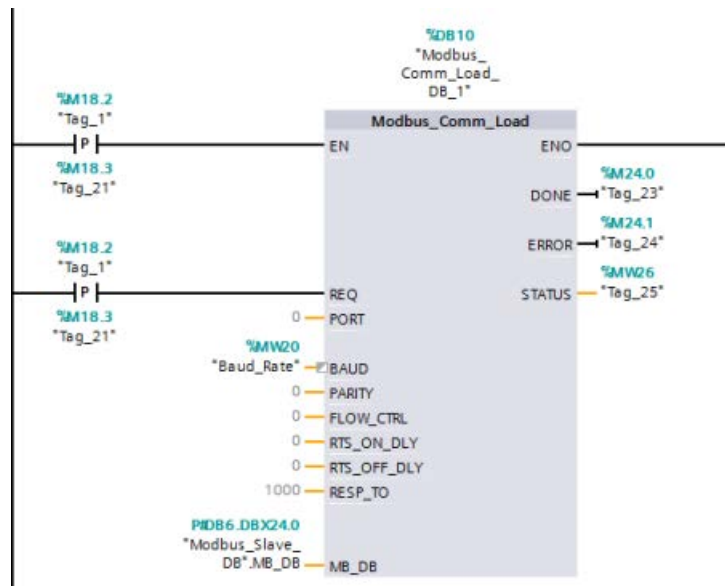 %DB10
"Modbus_
Comm_Load_
DB_1"
%M18.2
"Tag_1"
Modbus_Comm_Load
P
EN
ENO
%M18.3
"Tag_21"
%M24.0
DONE
"Tag_23"
%M24.1
ERROR
"Tag_24"
%M18.2
"Tag_1"
%MW26
P
REQ
STATUS
"Tag_25"
%M18.3
"Tag_21"
0
PORT
%MW20
"Baud_Rate"
BAUD
0
PARITY
0
FLOW_CTRL
0
RTS_ON_DLY
0
RTS_OFF_DLY
1000
RESP_TO
P#DB6.DBX24.0
"Modbus_Slave_
DB".MB_DB
MB_DB